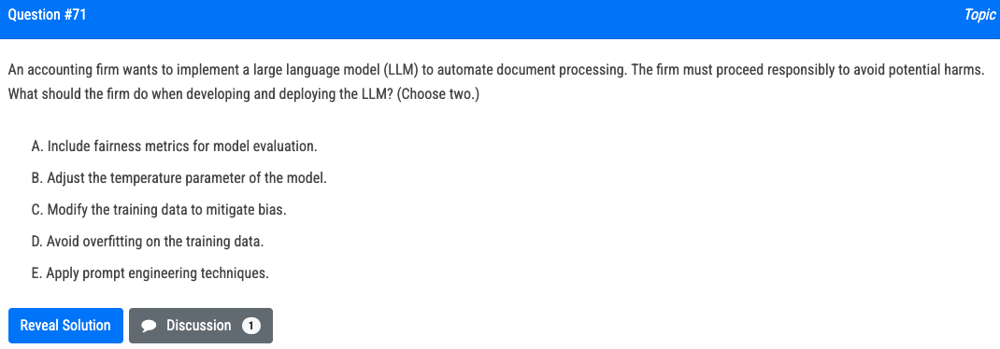 Question #71
Topic
An accounting firm wants to implement a large language model (LLM) to automate document processing. The firm must proceed responsibly to avoid potential harms.
What should the firm do when developing and deploying the LLM? (Choose two.)
A. Include fairness metrics for model evaluation.
B. Adjust the temperature parameter of the model.
C. Modify the training data to mitigate bias.
D. Avoid overfitting on the training data.
E. Apply prompt engineering techniques.
Reveal Solution
Discussion 1